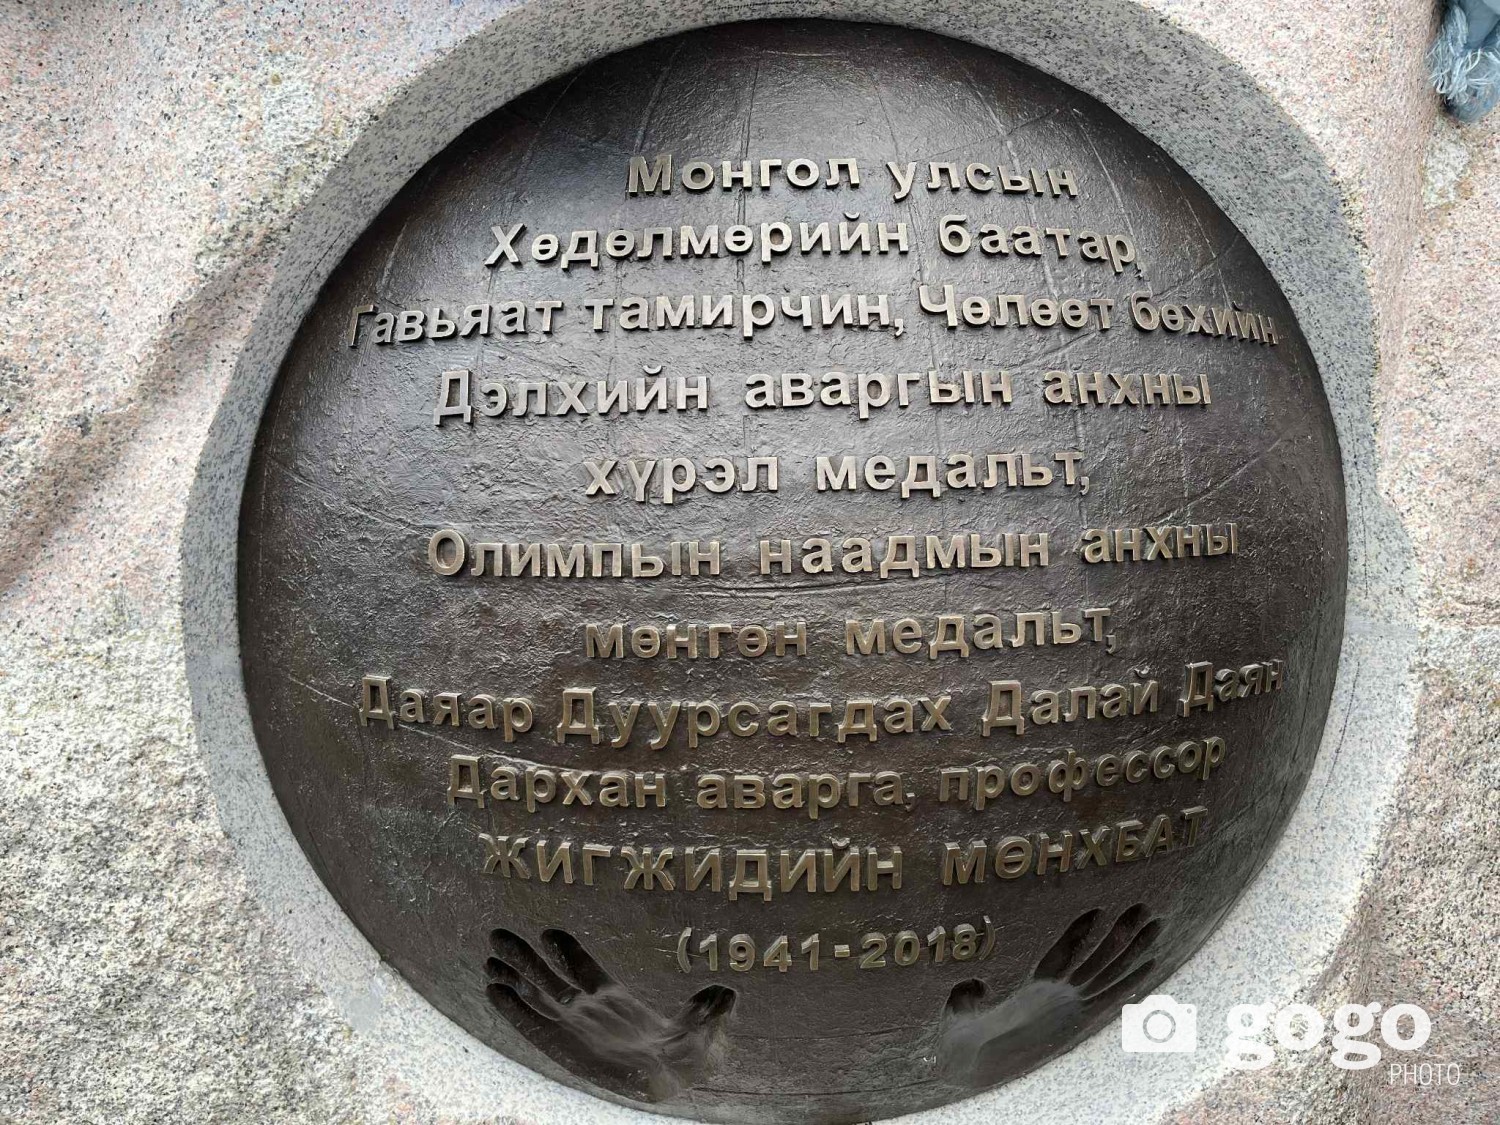 Монгол улсын
Хөдөлмөрийн баатар,
Гавьяат тамирчин, Чөлөөт бөхийн
Дэлхийн аваргын анхны
хүрэл медальт,
Олимпын наадмын анхны
мөнгөн медальт,
Даяар Дуурсагдах Далай Даян
Дархан аварга, профессор
ЖИГЖИДИЙН МӨНХБАТ
(1941-2018)
gogo
PHOTO